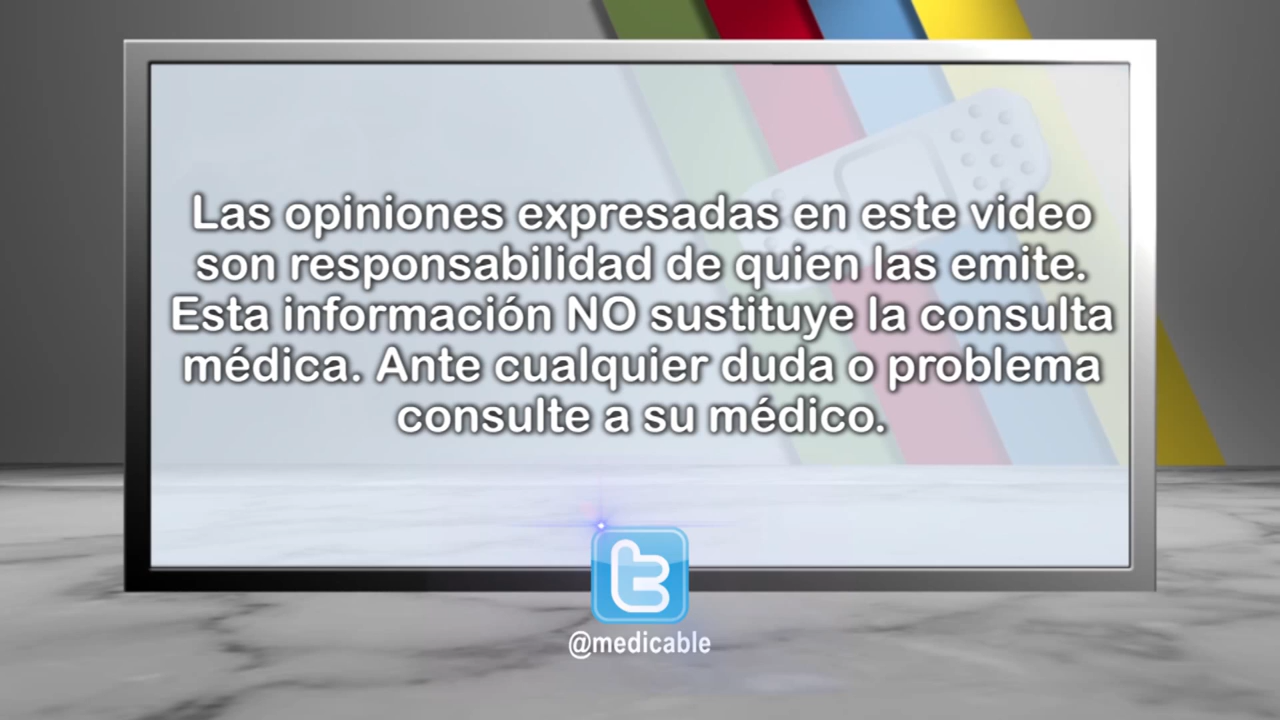 Las opiniones expresadas en este video
son responsabilidad de quien las emite.
Esta información NO sustituye la consulta
médica. Ante cualquier duda o problema
consulte a su médico.
@medicable